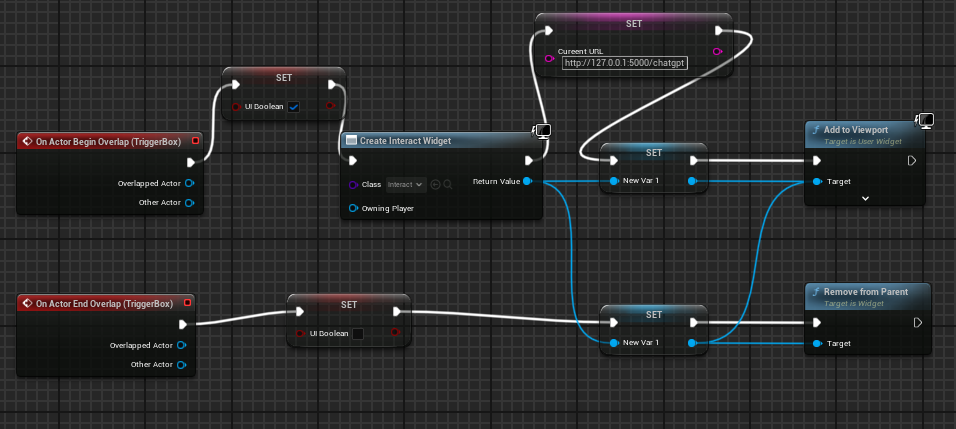 SET
Cureent URL
http://127.0.0.1:5000/chatgpt
SET
UI Boolean
On Actor Begin Overlap (TriggerBox)
Overlapped Actor
Other Actor
Create Interact Widget
Class
Interact
Return Value
Owning Player
SET
New Var 1
Add to Viewport
Target is User Widget
Target
On Actor End Overlap (TriggerBox)
Overlapped Actor
Other Actor
SET
UI Boolean
SET
New Var 1
Remove from Parent
Target is Widget
Target